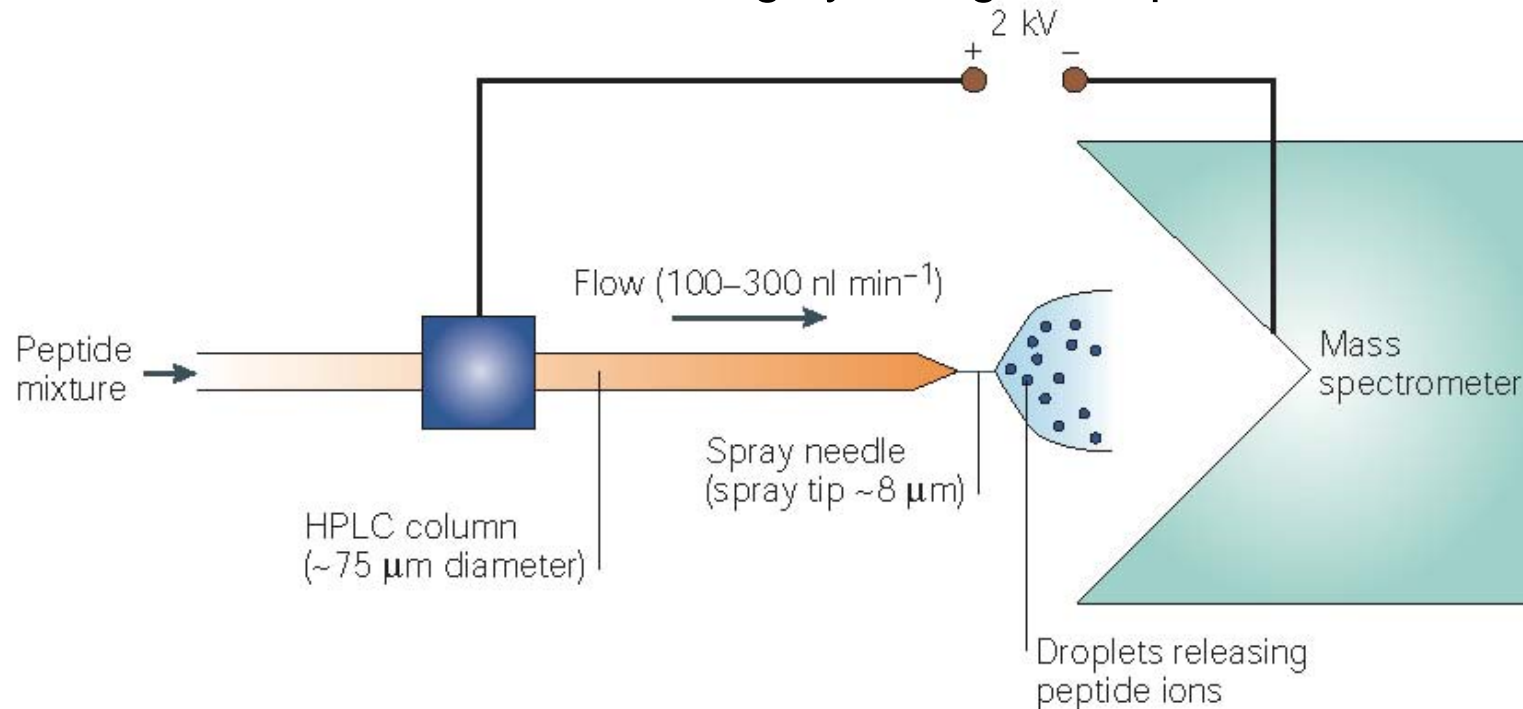 2 kV
+ −
Flow (100–300 nl min⁻¹)
Peptide
mixture
Mass
spectrometer
Spray needle
(spray tip ~8 µm)
HPLC column
(~75 µm diameter)
Droplets releasing
peptide ions